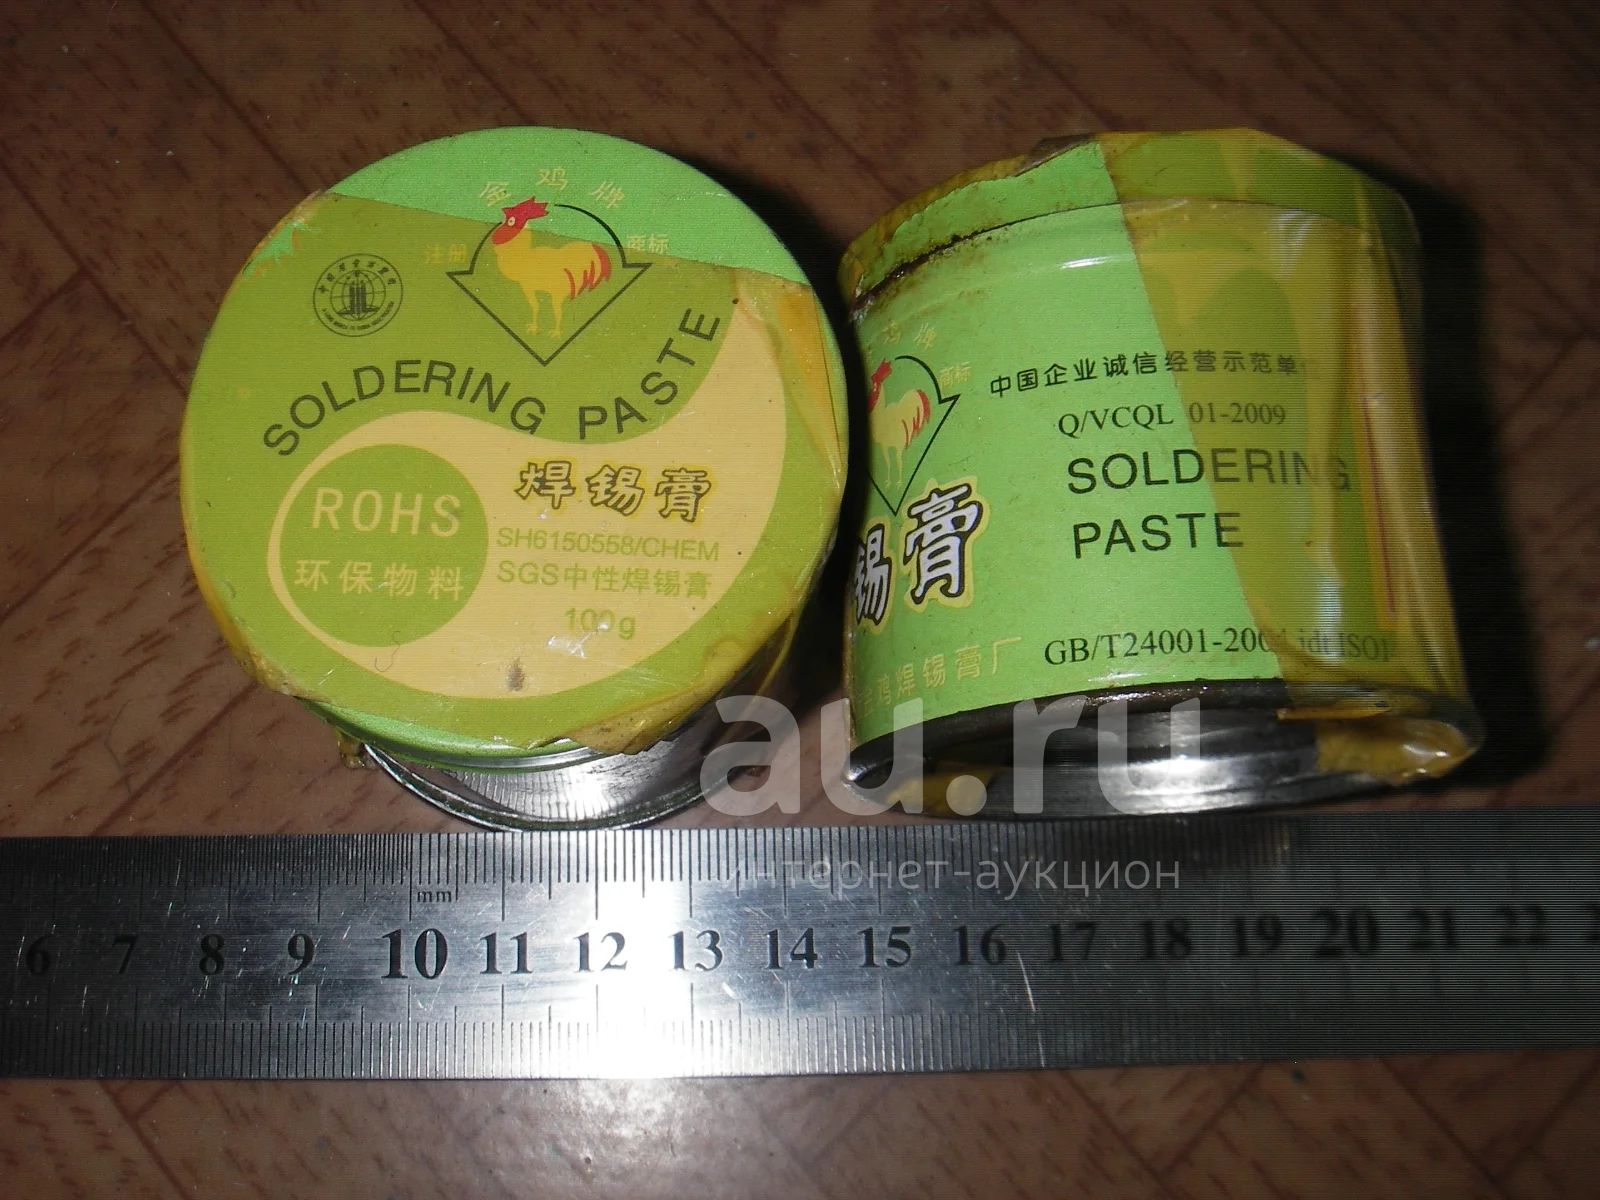 金鸡牌
注册 商标
SOLDERING PASTE
焊锡膏
ROHS
环保物料
SH6150558/CHEM
SGS中性焊锡膏
100g
鸡牌
商标
中国企业诚信经营示范单
Q/VCQL 01-2009
SOLDERING
PASTE
锡膏
GB/T24001-200 idt ISO
金鸡焊锡膏厂
au.ru
интернет-аукцион
mm
6 7 8 9 10 11 12 13 14 15 16 17 18 19 20 21 22